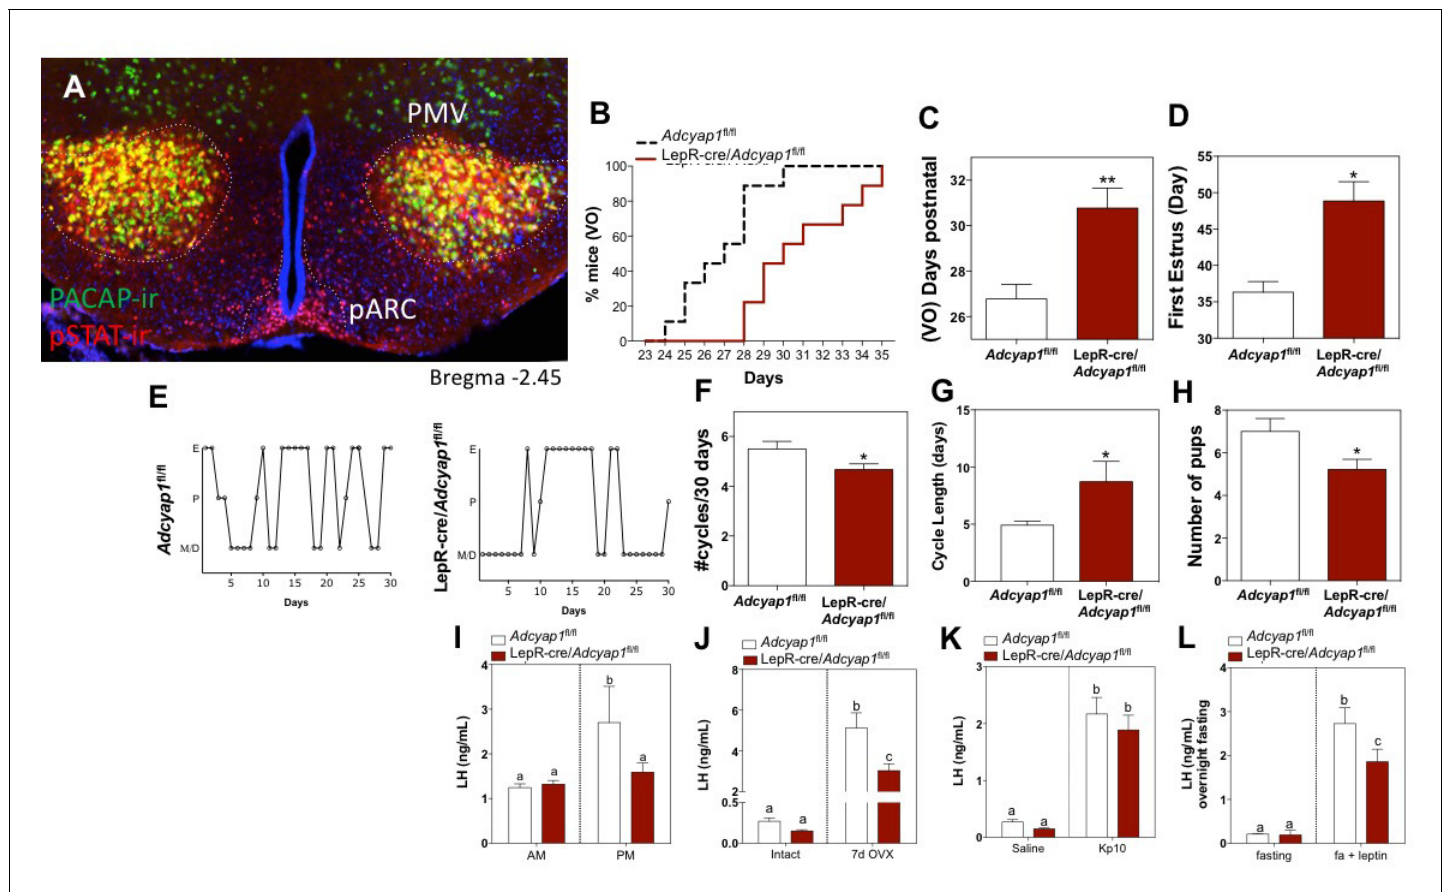 A
PMV
PACAP-ir
pSTAT-ir
pARC
Bregma -2.45
B
Adcyap1fl/fl
LepR-cre/Adcyap1fl/fl
% mice (VO)
100
80
60
40
20
0
23 24 25 26 27 28 29 30 31 32 33 34 35
Days
C
(VO) Days postnatal
32
30
28
26
**
Adcyap1fl/fl
LepR-cre/
Adcyap1fl/fl
D
First Estrus (Day)
55
50
45
40
35
30
*
Adcyap1fl/fl
LepR-cre/
Adcyap1fl/fl
E
Adcyap1fl/fl
E
P
M/D
5 10 15 20 25 30
Days
LepR-cre/Adcyap1fl/fl
E
P
M/D
5 10 15 20 25 30
Days
F
#cycles/30 days
6
4
2
0
*
Adcyap1fl/fl
LepR-cre/
Adcyap1fl/fl
G
Cycle Length (days)
15
10
5
0
*
Adcyap1fl/fl
LepR-cre/
Adcyap1fl/fl
H
Number of pups
8
6
4
2
0
*
Adcyap1fl/fl
LepR-cre/
Adcyap1fl/fl
I
Adcyap1fl/fl
LepR-cre/Adcyap1fl/fl
LH (ng/mL)
4
3
2
1
0
a a b a
AM PM
J
Adcyap1fl/fl
LepR-cre/Adcyap1fl/fl
LH (ng/mL)
8
6
4
2
0.5
0.0
a a b c
Intact 7d OVX
K
Adcyap1fl/fl
LepR-cre/Adcyap1fl/fl
LH (ng/mL)
3
2
1
0
a a b b
Saline Kp10
L
Adcyap1fl/fl
LepR-cre/Adcyap1fl/fl
LH (ng/mL)
overnight fasting
4
3
2
1
0
a a b c
fasting fa + leptin